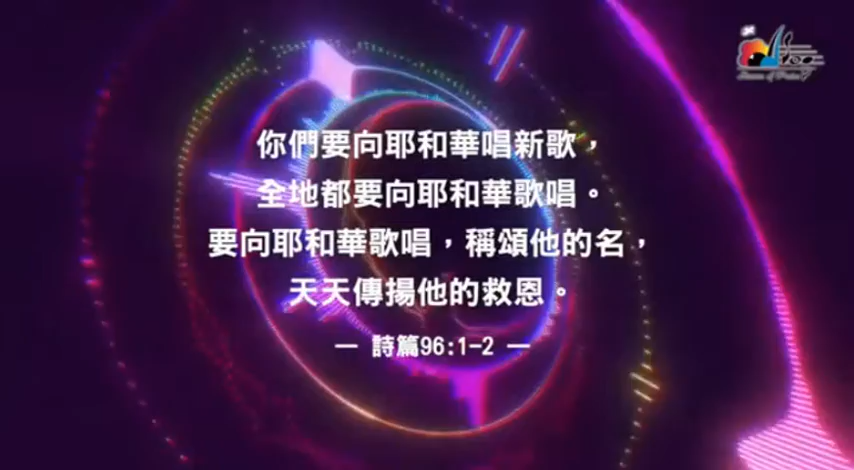 你們要向耶和華唱新歌，
全地都要向耶和華歌唱。
要向耶和華歌唱，稱頌他的名，
天天傳揚他的救恩。
— 詩篇96:1-2 —